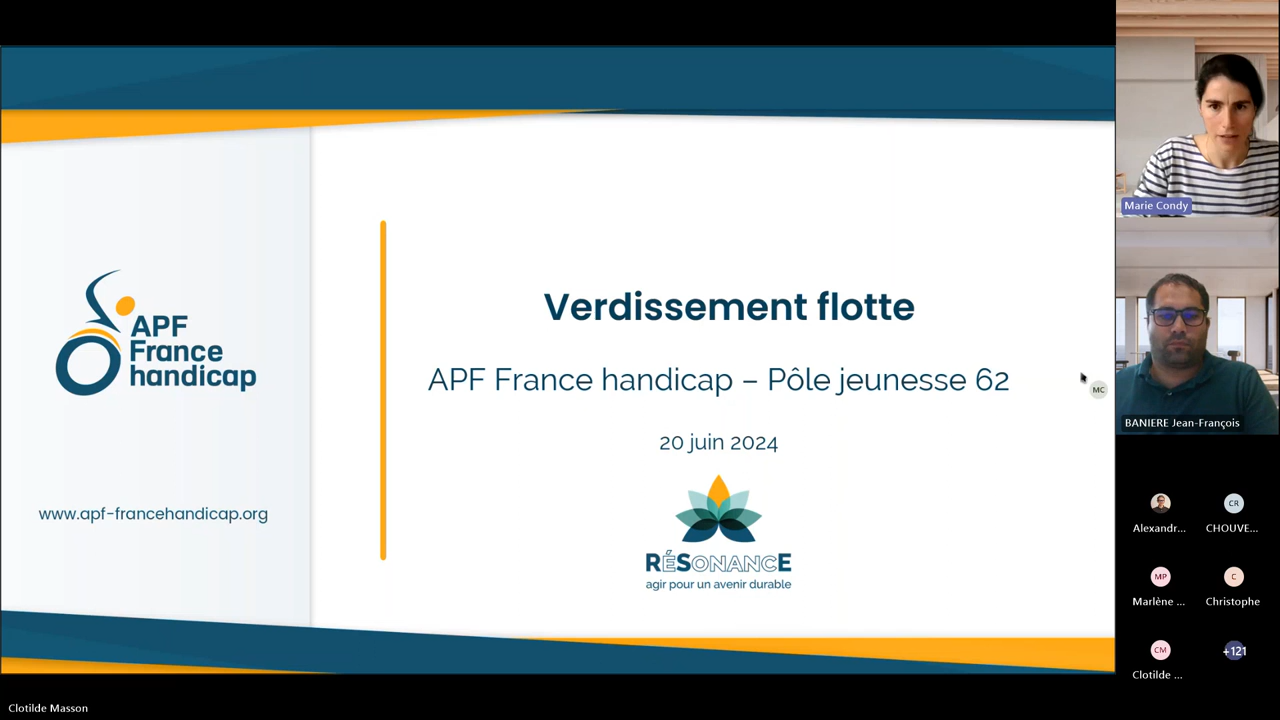 APF
France
handicap
www.apf-francehandicap.org
Verdissement flotte
APF France handicap – Pôle jeunesse 62
20 juin 2024
RÉSONANCE
agir pour un avenir durable
MC
Marie Condy
BANIERE Jean-François
Alexandr...
CR
CHOUVE...
MP
Marlène ...
C
Christophe
CM
Clotilde ...
+121
Clotilde Masson